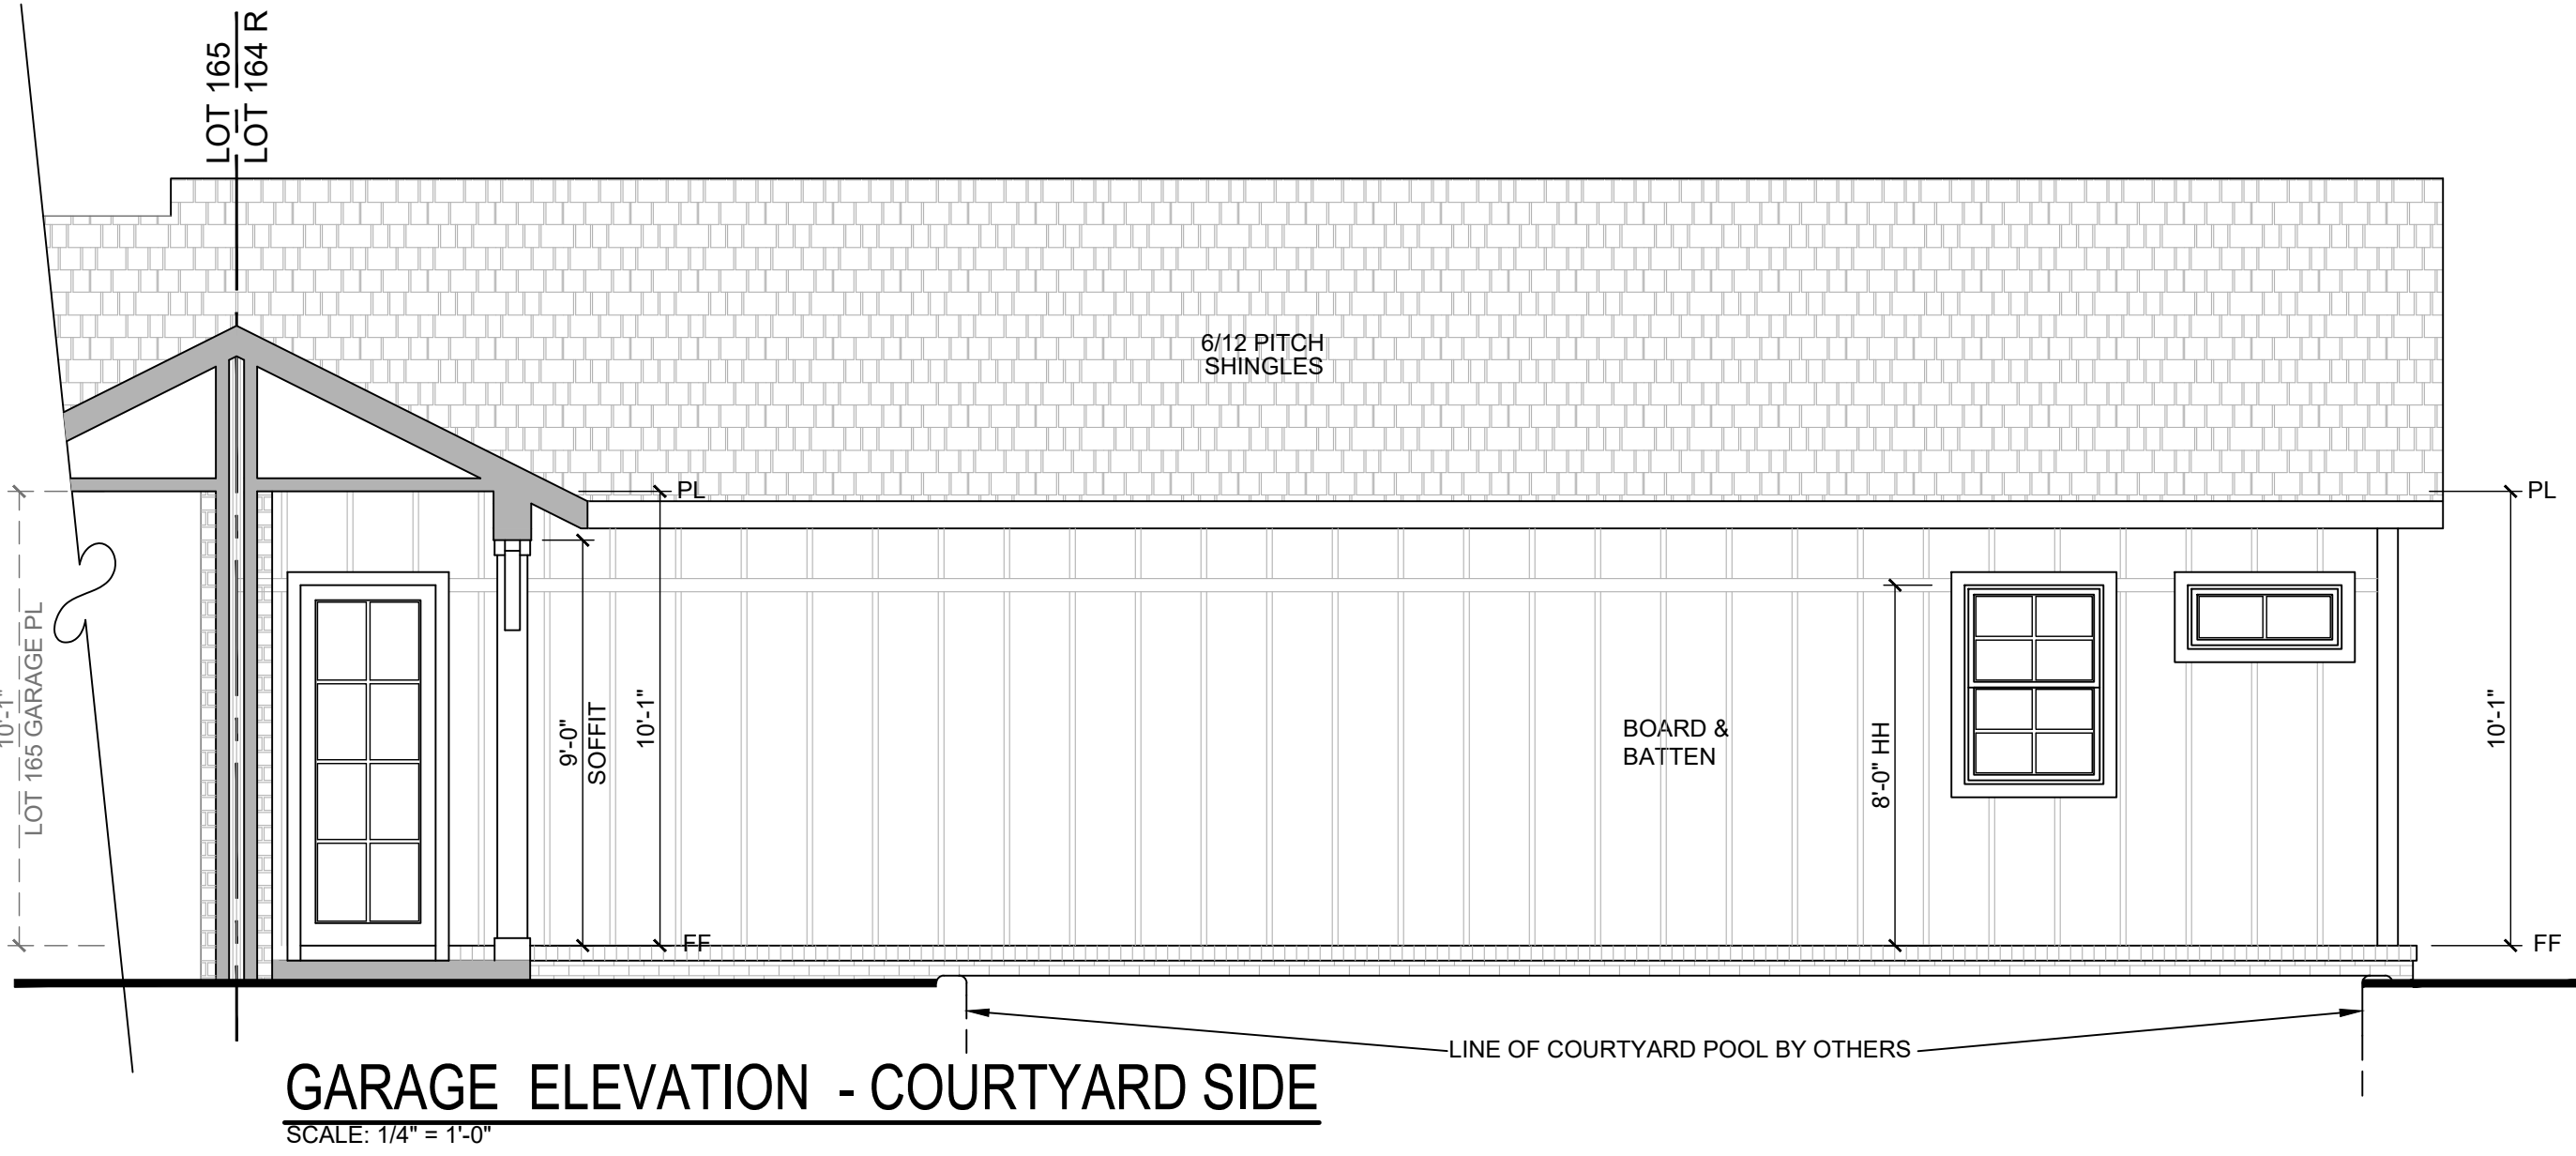 LOT 165
LOT 164 R
6/12 PITCH
SHINGLES
PL
PL
10'-1"
LOT 165 GARAGE PL
9'-0"
SOFFIT
10'-1"
BOARD &
BATTEN
8'-0" HH
10'-1"
FF
FF
LINE OF COURTYARD POOL BY OTHERS
GARAGE ELEVATION - COURTYARD SIDE
SCALE: 1/4" = 1'-0"